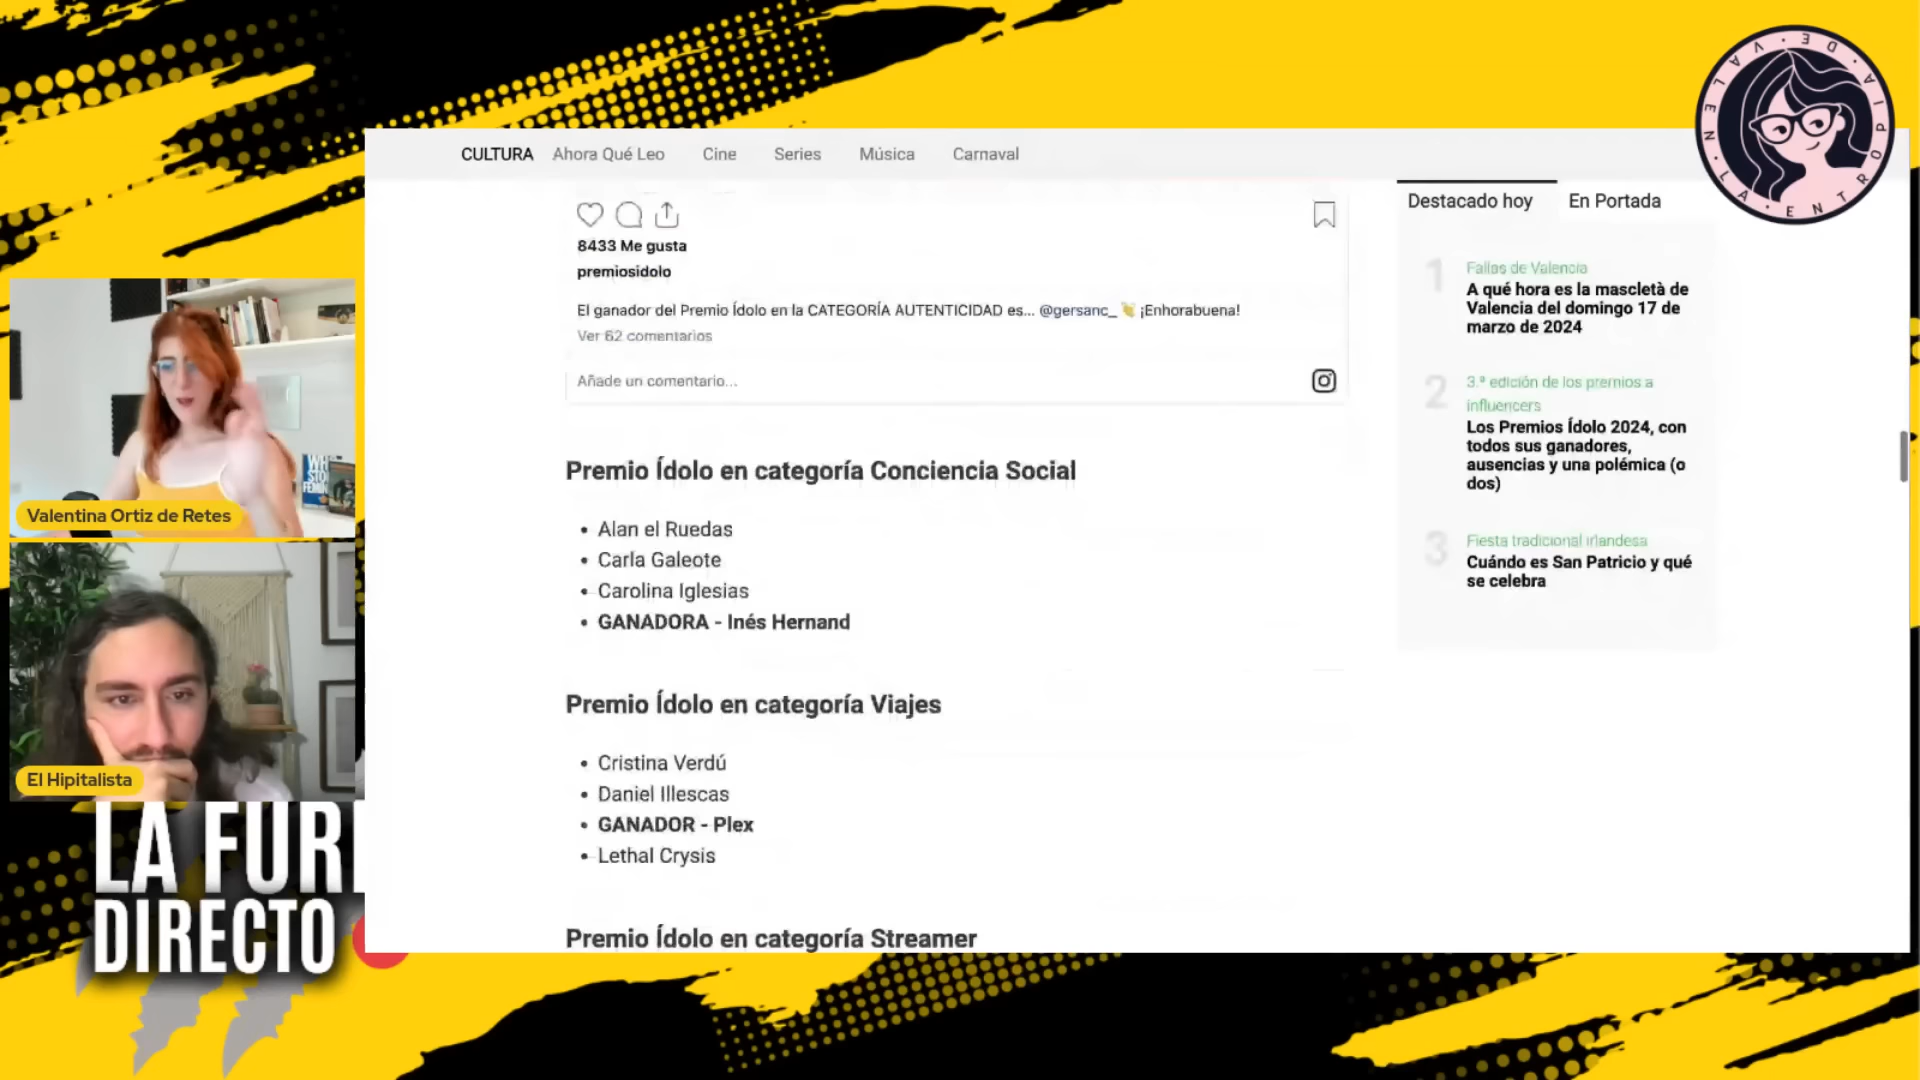 CULTURA Ahora Qué Leo Cine Series Música Carnaval
8433 Me gusta
premiosidolo
El ganador del Premio Ídolo en la CATEGORÍA AUTENTICIDAD es... @gersanc_ 👏 ¡Enhorabuena!
Ver 62 comentarios
Añade un comentario...
Premio Ídolo en categoría Conciencia Social
• Alan el Ruedas
• Carla Galeote
• Carolina Iglesias
• GANADORA - Inés Hernand
Premio Ídolo en categoría Viajes
• Cristina Verdú
• Daniel Illescas
• GANADOR - Plex
• Lethal Crysis
Premio Ídolo en categoría Streamer
Destacado hoy En Portada
1 Fallas de Valencia
A qué hora es la mascletà de
Valencia del domingo 17 de
marzo de 2024
2 3.ª edición de los premios a
influencers
Los Premios Ídolo 2024, con
todos sus ganadores,
ausencias y una polémica (o
dos)
3 Fiesta tradicional irlandesa
Cuándo es San Patricio y qué
se celebra
LA ENTROPIA DE VALEN
Valentina Ortiz de Retes
El Hipitalista
LA FURI
DIRECTO